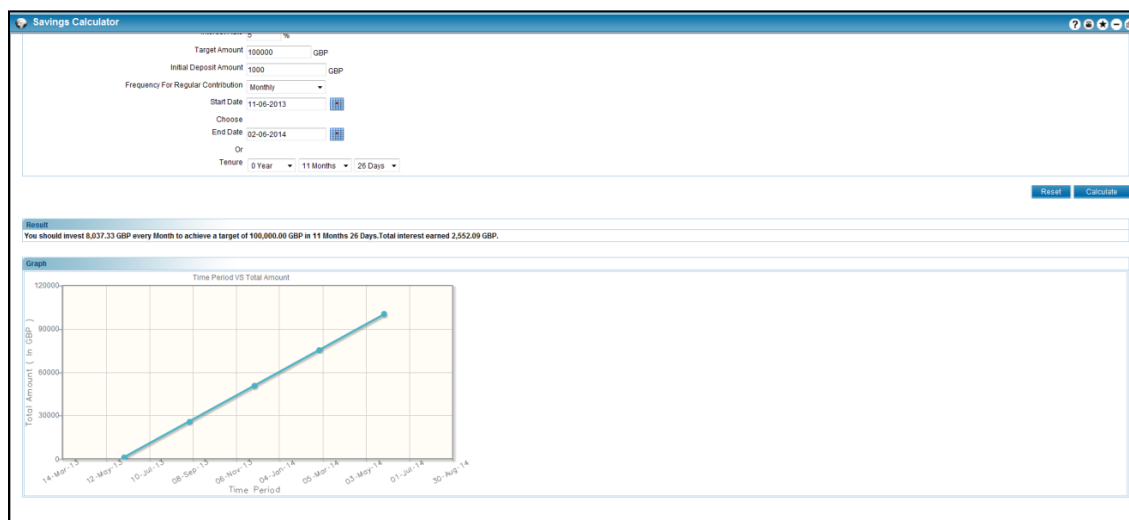 Savings Calculator
Interest Rate 5 %
Target Amount 100000 GBP
Initial Deposit Amount 1000 GBP
Frequency For Regular Contribution Monthly
Start Date 11-06-2013
Choose
End Date 02-06-2014
Or
Tenure 0 Year 11 Months 26 Days
Reset Calculate
Result
You should invest 8,037.33 GBP every Month to achieve a target of 100,000.00 GBP in 11 Months 26 Days.Total interest earned 2,552.09 GBP.
Graph
Time Period VS Total Amount
120000
90000
60000
30000
0
Total Amount ( In GBP )
14-Mar-13 12-May-13 10-Jul-13 08-Sep-13 06-Nov-13 04-Jan-14 05-Mar-14 03-May-14 01-Jul-14 30-Aug-14
Time Period